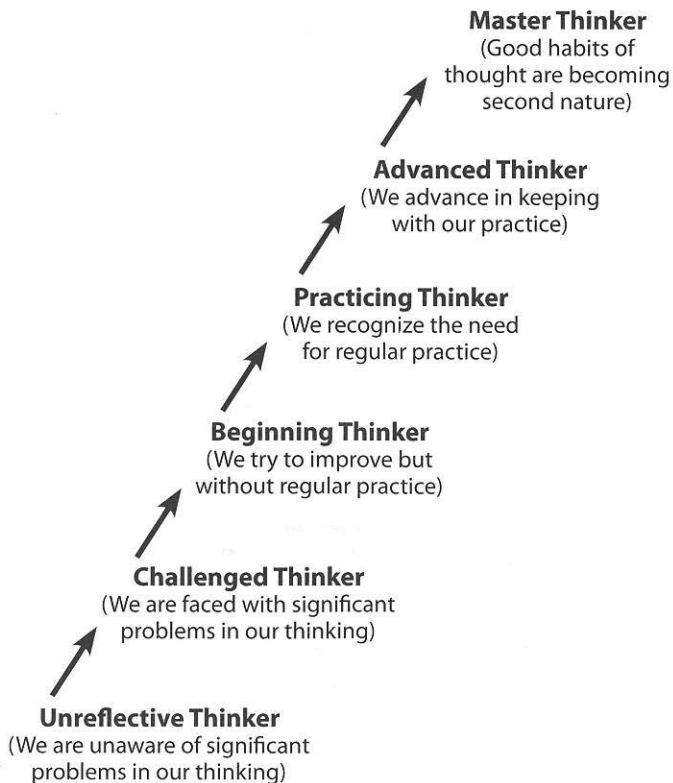 Master Thinker
(Good habits of
thought are becoming
second nature)
Advanced Thinker
(We advance in keeping
with our practice)
Practicing Thinker
(We recognize the need
for regular practice)
Beginning Thinker
(We try to improve but
without regular practice)
Challenged Thinker
(We are faced with significant
problems in our thinking)
Unreflective Thinker
(We are unaware of significant
problems in our thinking)